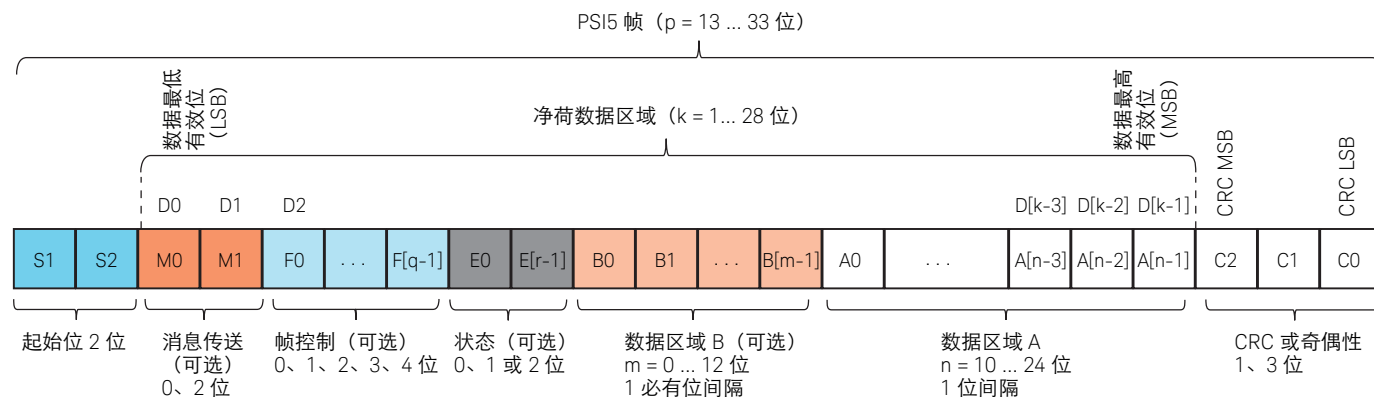 PSI5 帧（p = 13 ... 33 位）
数据最低
有效位
(LSB)
净荷数据区域（k = 1... 28 位）
数据最高
有效位
（MSB）
CRC MSB
CRC LSB
D0 D1 D2 D[k-3] D[k-2] D[k-1]
S1 S2 M0 M1 F0 . . . F[q-1] E0 E[r-1] B0 B1 . . . B[m-1] A0 . . . A[n-3] A[n-2] A[n-1] C2 C1 C0
起始位 2 位
消息传送
（可选）
0、2 位
帧控制（可选）
0、1、2、3、4 位
状态（可选）
0、1 或 2 位
数据区域 B（可选）
m = 0 ... 12 位
1 必有位间隔
数据区域 A
n = 10 ... 24 位
1 位间隔
CRC 或奇偶性
1、3 位